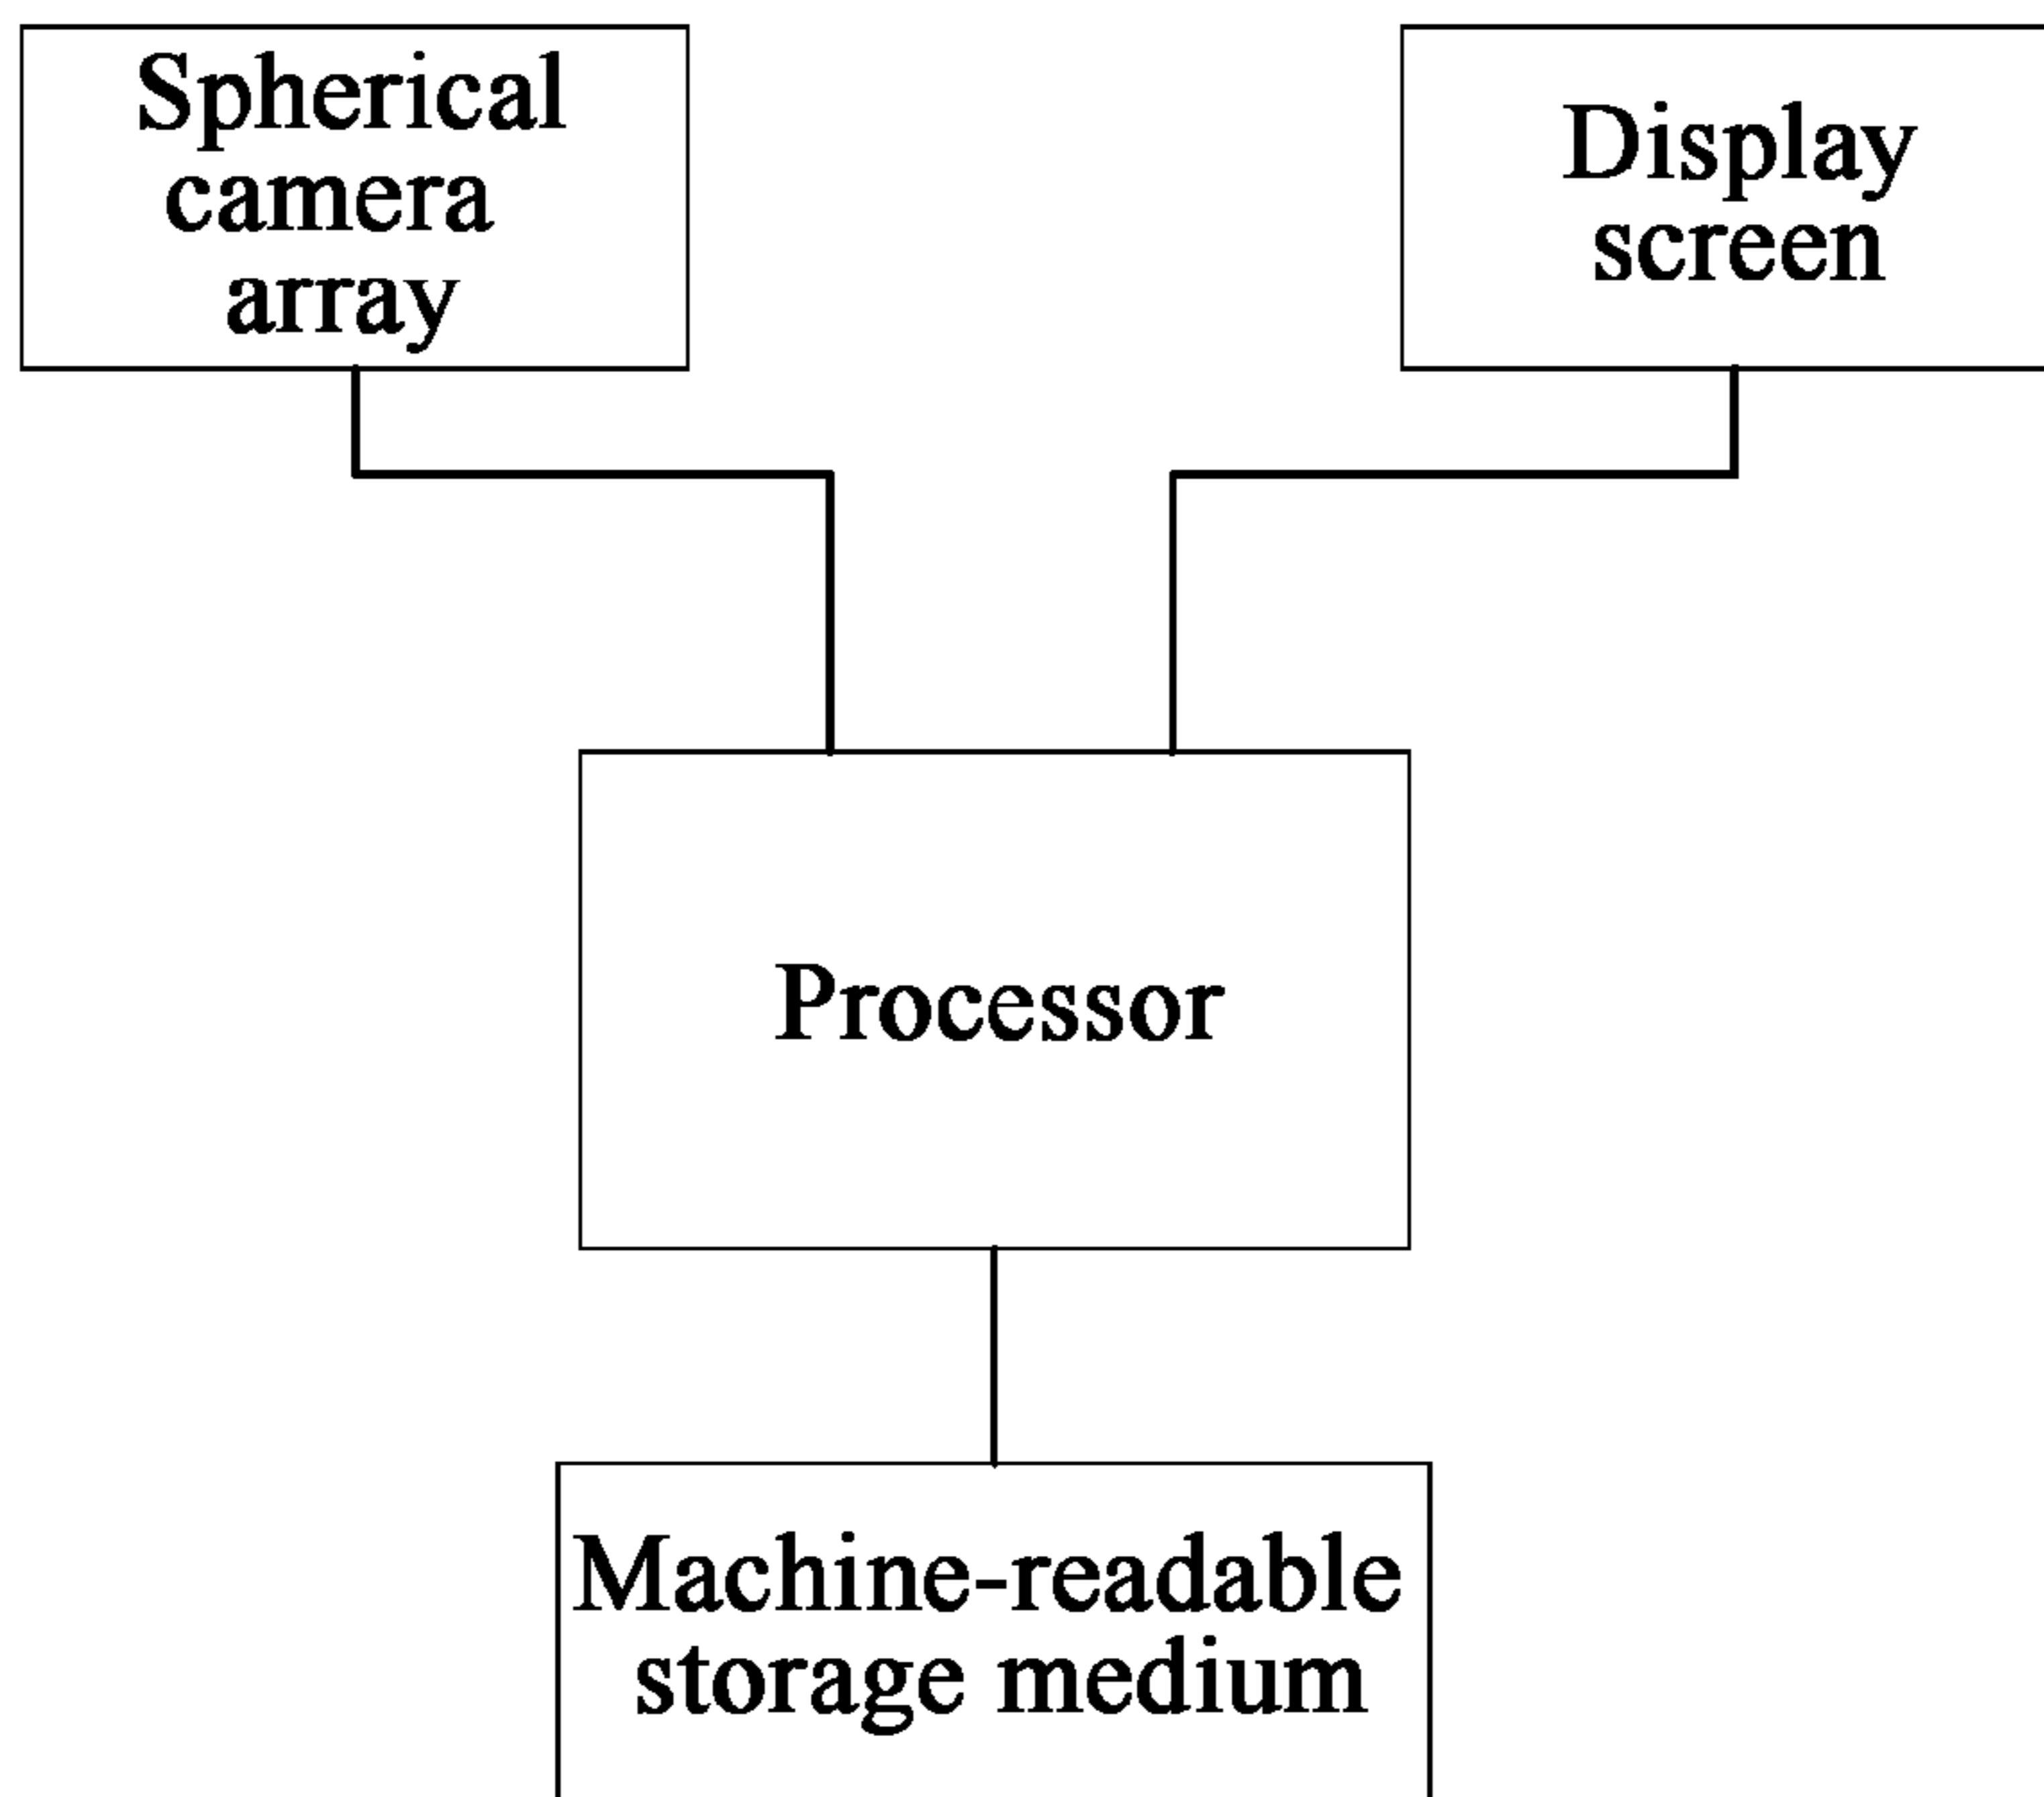 Spherical
camera
array
Display
screen
Processor
Machine-readable
storage medium